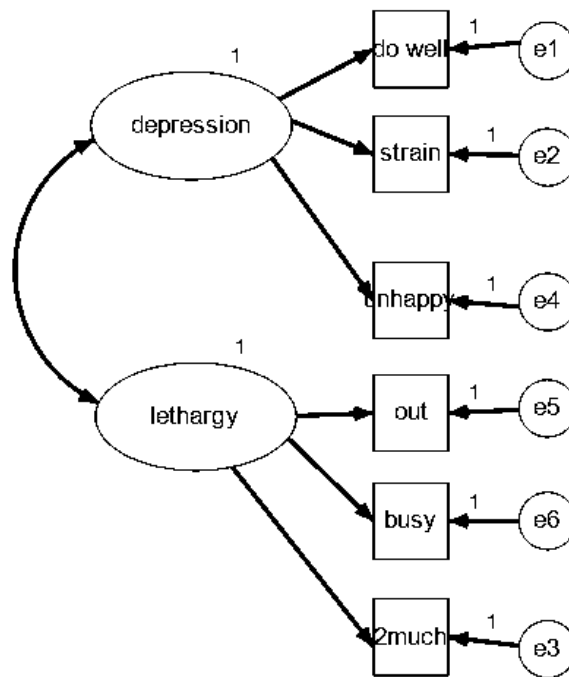 1
do well
1
e1
depression
strain
1
e2
unhappy
1
e4
1
lethargy
out
1
e5
busy
1
e6
2much
1
e3